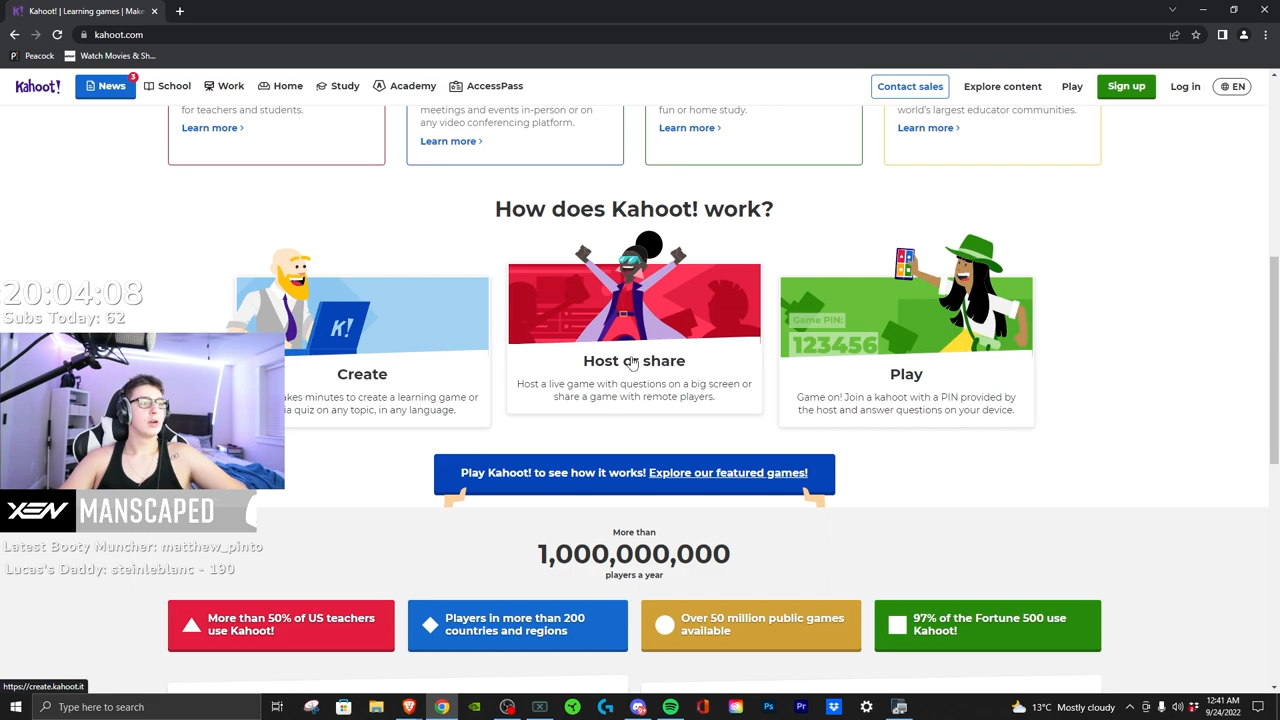 Kahoot! | Learning games | Make
kahoot.com
Peacock
Watch Movies & Sh...
Kahoot!
News
3
School
Work
Home
Study
Academy
AccessPass
Contact sales
Explore content
Play
Sign up
Log in
EN
for teachers and students.
Learn more
meetings and events in-person or on
any video conferencing platform.
Learn more
fun or home study.
Learn more
world's largest educator communities.
Learn more
How does Kahoot! work?
K!
Game PIN:
123456
Create
akes minutes to create a learning game or
ia quiz on any topic, in any language.
Host or share
Host a live game with questions on a big screen or
share a game with remote players.
Play
Game on! Join a kahoot with a PIN provided by
the host and answer questions on your device.
20:04:08
Subs Today: 62
XEN MANSCAPED
Latest Booty Muncher: matthew_pinto
Lucas's Daddy: steinleblanc - 190
Play Kahoot! to see how it works! Explore our featured games!
More than
1,000,000,000
players a year
More than 50% of US teachers
use Kahoot!
Players in more than 200
countries and regions
Over 50 million public games
available
97% of the Fortune 500 use
Kahoot!
https://create.kahoot.it
Type here to search
13°C Mostly cloudy
12:41 AM
9/24/2022